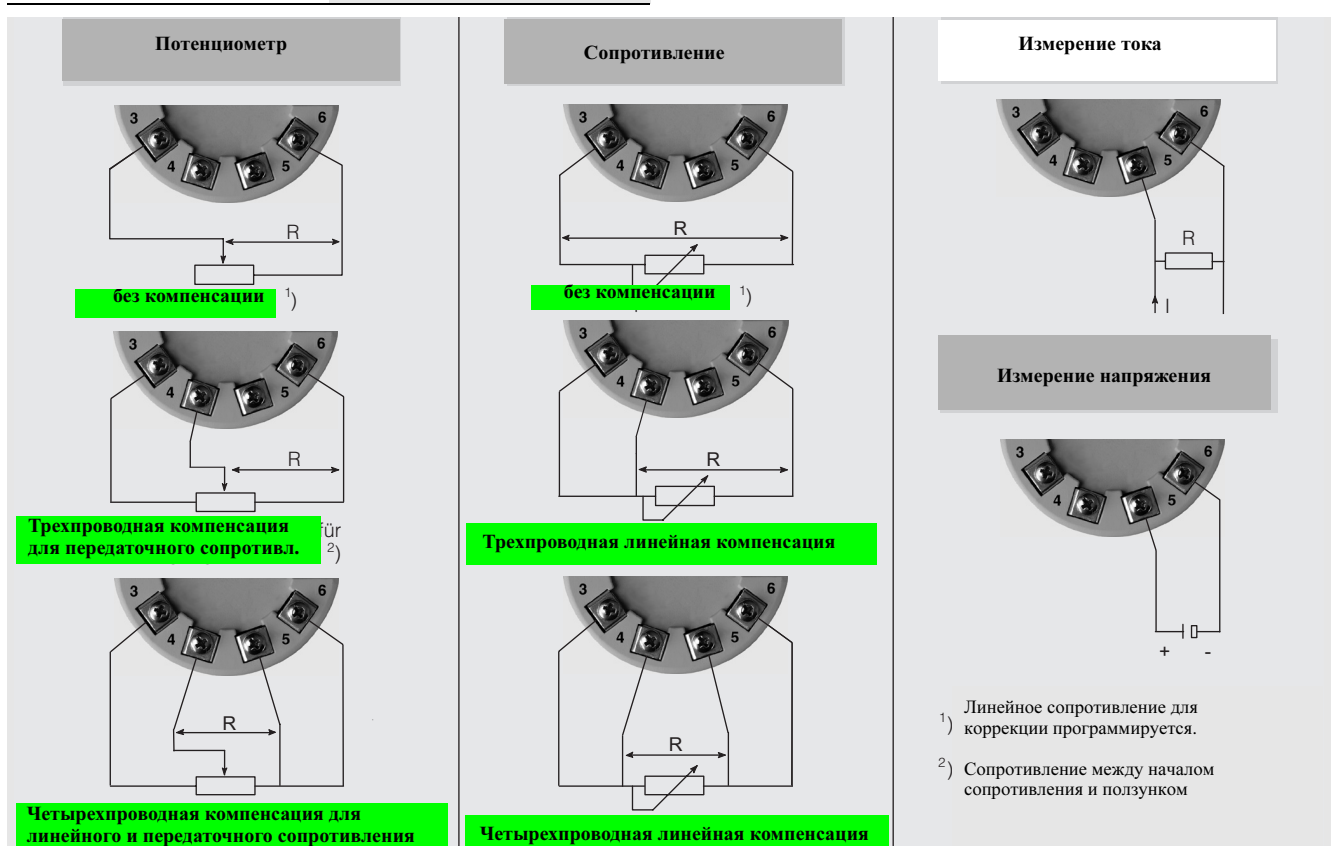 Потенциометр
3
6
4
5
R
без компенсации ¹)
3
6
4
5
R
Трехпроводная компенсация
für
для передаточного сопротивл. ²)
3
6
4
5
R
Четырехпроводная компенсация для
линейного и передаточного сопротивления
Сопротивление
3
6
4
5
R
без компенсации ¹)
3
6
4
5
R
Трехпроводная линейная компенсация
3
6
4
5
R
Четырехпроводная линейная компенсация
Измерение тока
3
6
4
5
R
I
Измерение напряжения
3
6
4
5
+ -
¹) Линейное сопротивление для
коррекции программируется.
²) Сопротивление между началом
сопротивления и ползунком